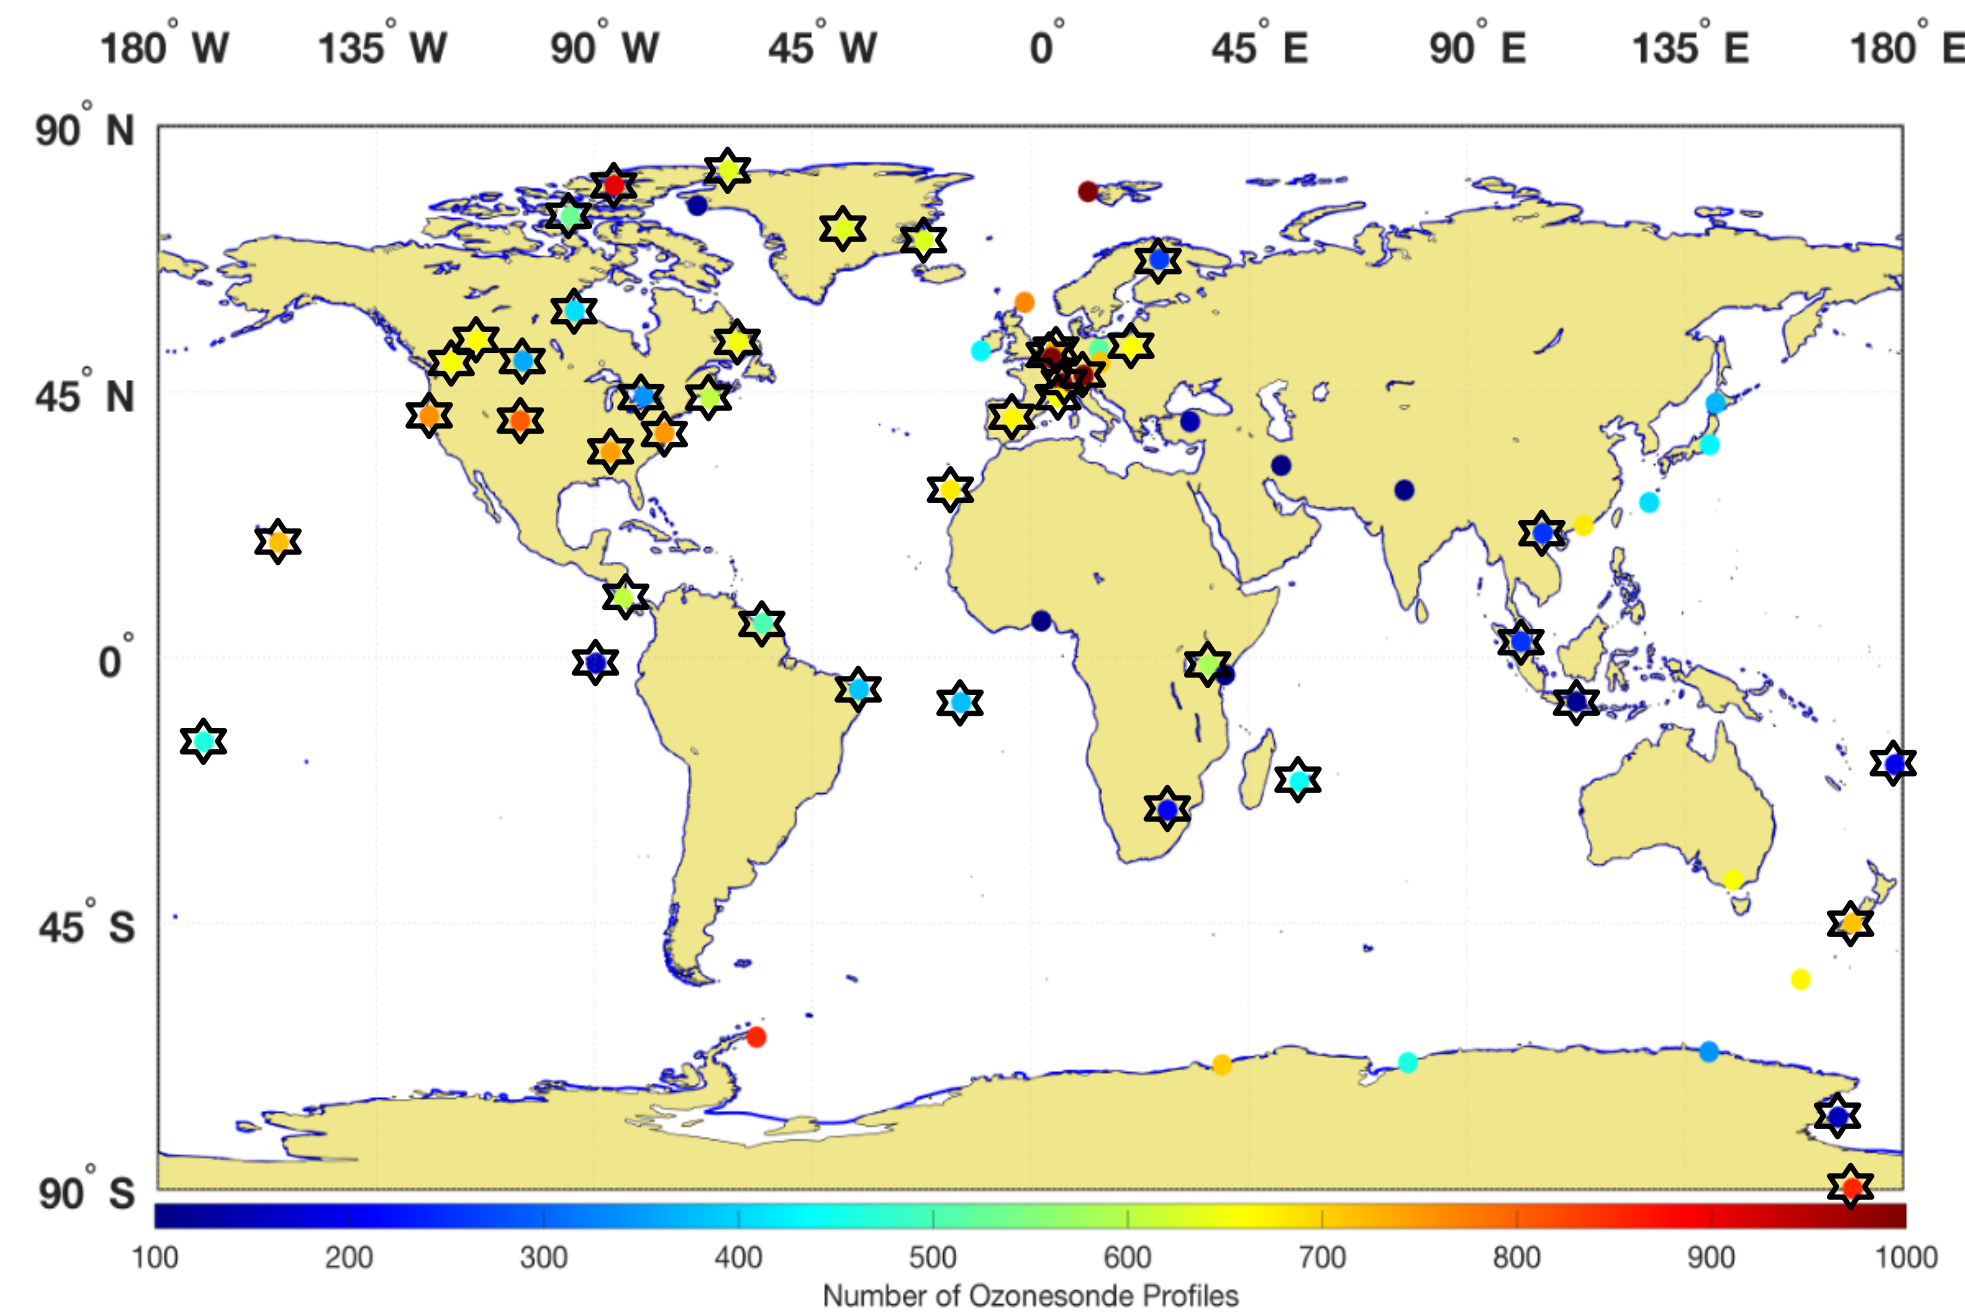 180° W 135° W 90° W 45° W 0° 45° E 90° E 135° E 180° E
90° N
45° N
0°
45° S
90° S
100 200 300 400 500 600 700 800 900 1000
Number of Ozonesonde Profiles